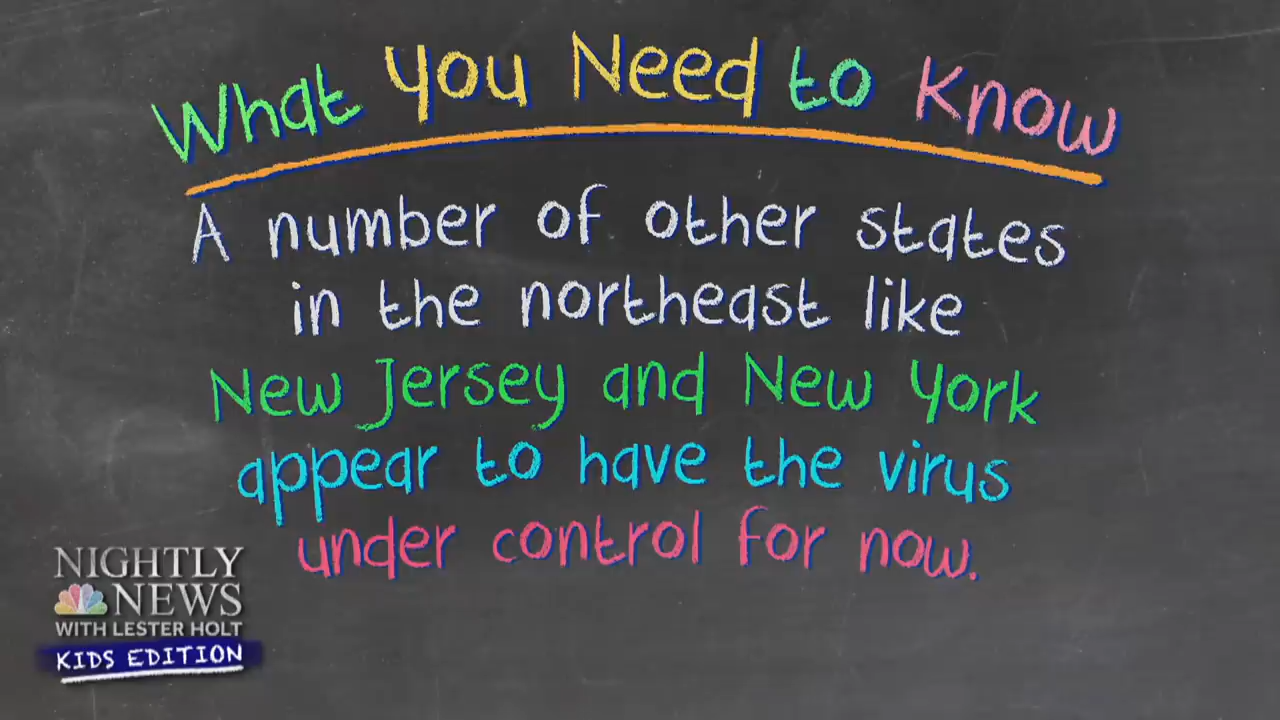 What You Need to Know
A number of other states
in the northeast like
New Jersey and New York
appear to have the virus
under control for now.
NIGHTLY
NEWS
WITH LESTER HOLT
KIDS EDITION